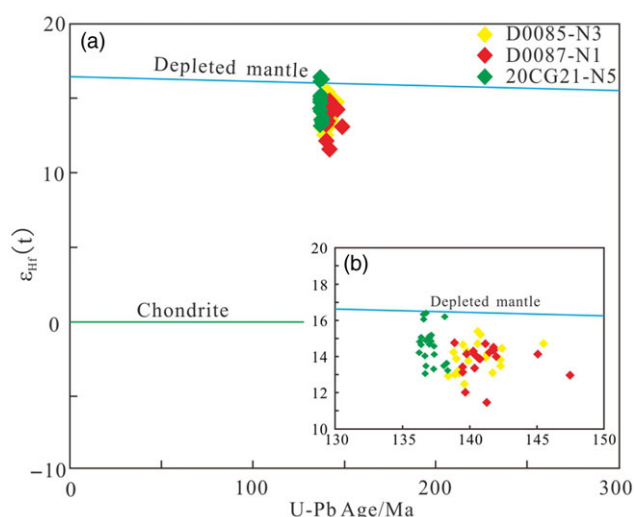 (a)
D0085-N3
D0087-N1
20CG21-N5
Depleted mantle
Chondrite
20
10
0
-10
εHf(t)
0
100
200
300
U-Pb Age/Ma
(b)
Depleted mantle
20
18
16
14
12
10
130
135
140
145
150